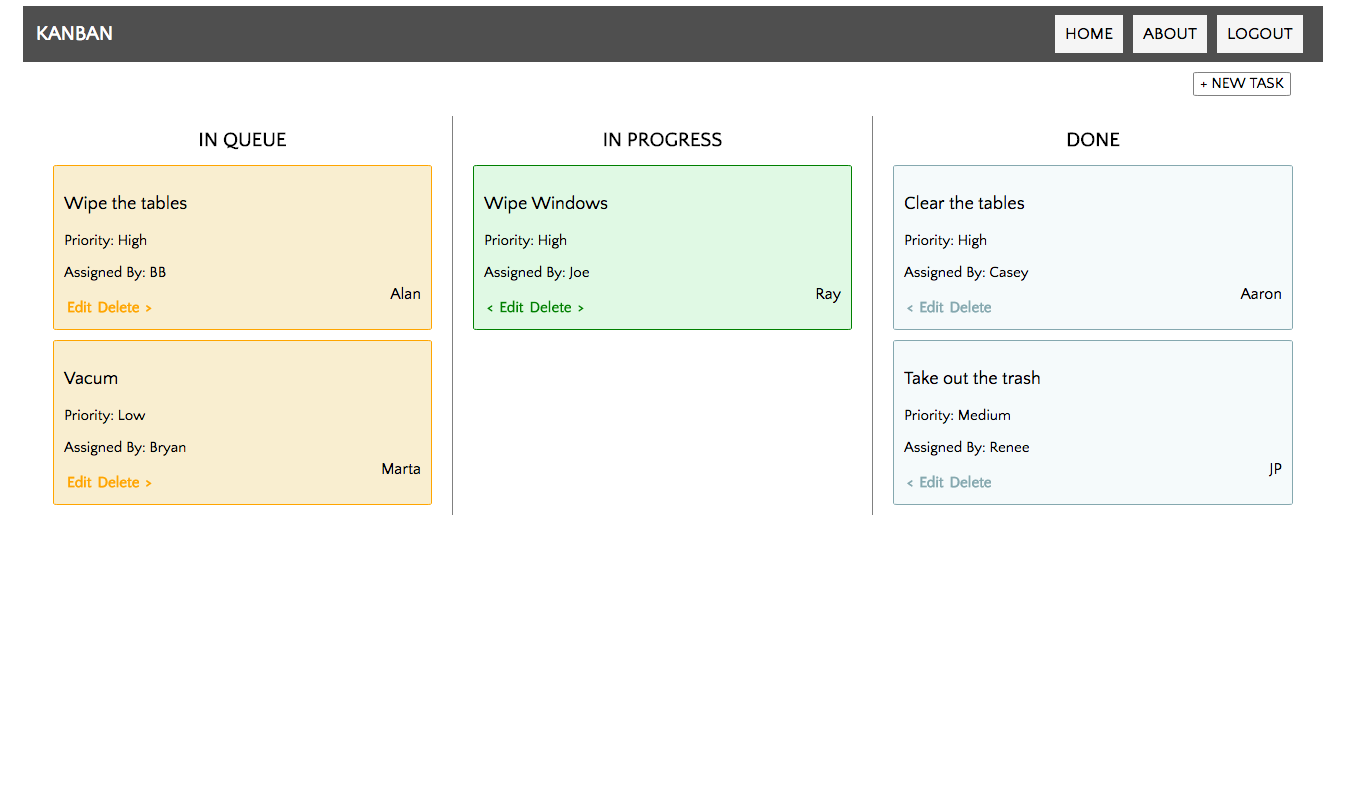 KANBAN
HOME ABOUT LOGOUT
+ NEW TASK
IN QUEUE
Wipe the tables
Priority: High
Assigned By: BB
Alan
Edit Delete >
Vacum
Priority: Low
Assigned By: Bryan
Marta
Edit Delete >
IN PROGRESS
Wipe Windows
Priority: High
Assigned By: Joe
Ray
< Edit Delete >
DONE
Clear the tables
Priority: High
Assigned By: Casey
Aaron
< Edit Delete
Take out the trash
Priority: Medium
Assigned By: Renee
JP
< Edit Delete